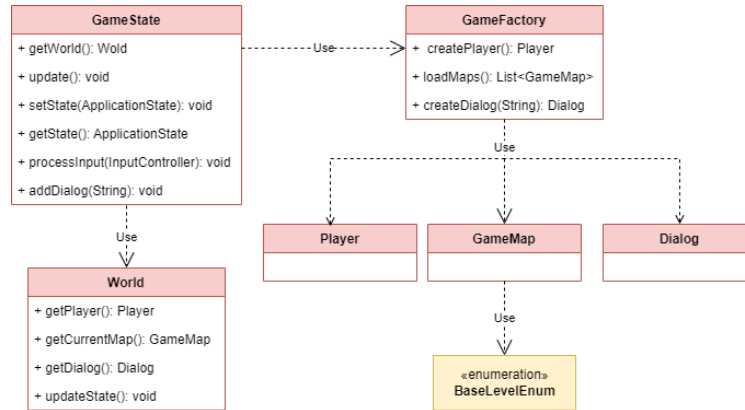 GameState
+ getWorld(): Wold
+ update(): void
+ setState(ApplicationState): void
+ getState(): ApplicationState
+ processInput(InputController): void
+ addDialog(String): void
Use
GameFactory
+ createPlayer(): Player
+ loadMaps(): List<GameMap>
+ createDialog(String): Dialog
Use
Player
GameMap
Dialog
Use
World
+ getPlayer(): Player
+ getCurrentMap(): GameMap
+ getDialog(): Dialog
+ updateState(): void
Use
«enumeration»
BaseLevelEnum